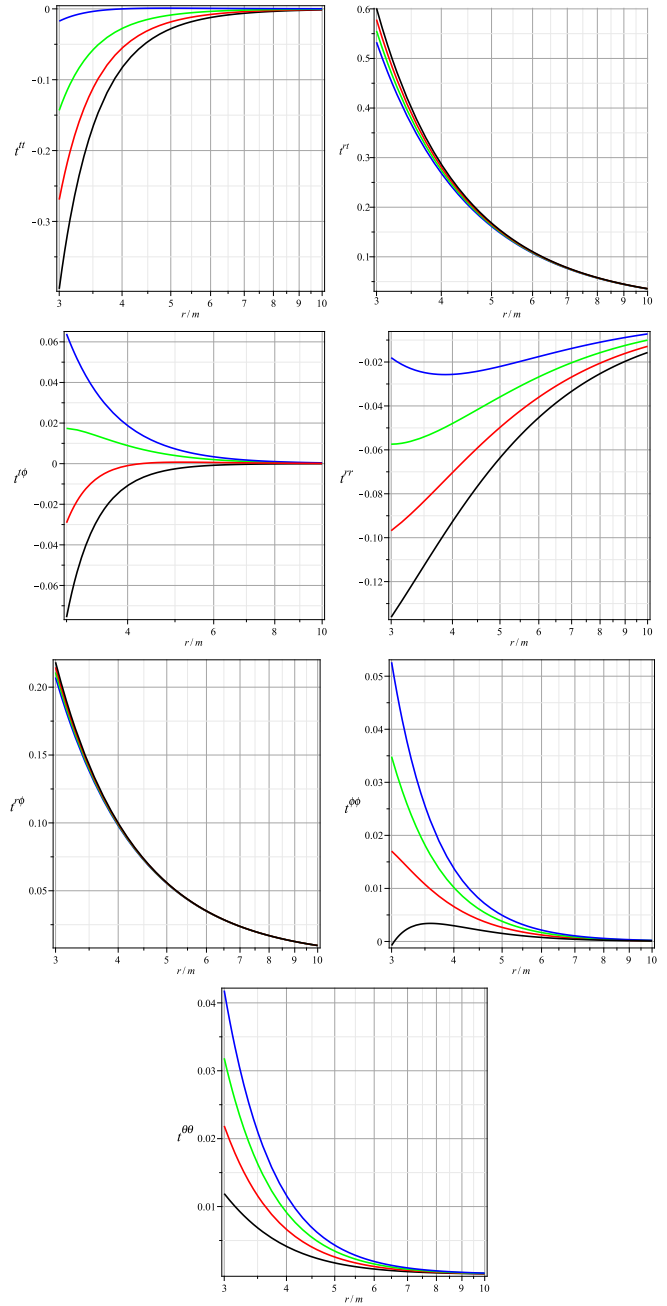 0
−0.1
−0.2
−0.3
t^{tt}
3 4 5 6 7 8 9 10
r / m
0.6
0.5
0.4
0.3
0.2
0.1
t^{rt}
3 4 5 6 7 8 9 10
r / m
0.06
0.04
0.02
0
−0.02
−0.04
−0.06
t^{tϕ}
4 5 6 7 8 10
r / m
−0.02
−0.04
−0.06
−0.08
−0.10
−0.12
t^{rr}
3 4 5 6 7 8 9 10
r / m
0.20
0.15
0.10
0.05
t^{rϕ}
3 4 5 6 7 8 9 10
r / m
0.05
0.04
0.03
0.02
0.01
0
t^{ϕϕ}
3 4 5 6 7 8 9 10
r / m
0.04
0.03
0.02
0.01
t^{θθ}
3 4 5 6 7 8 9 10
r / m